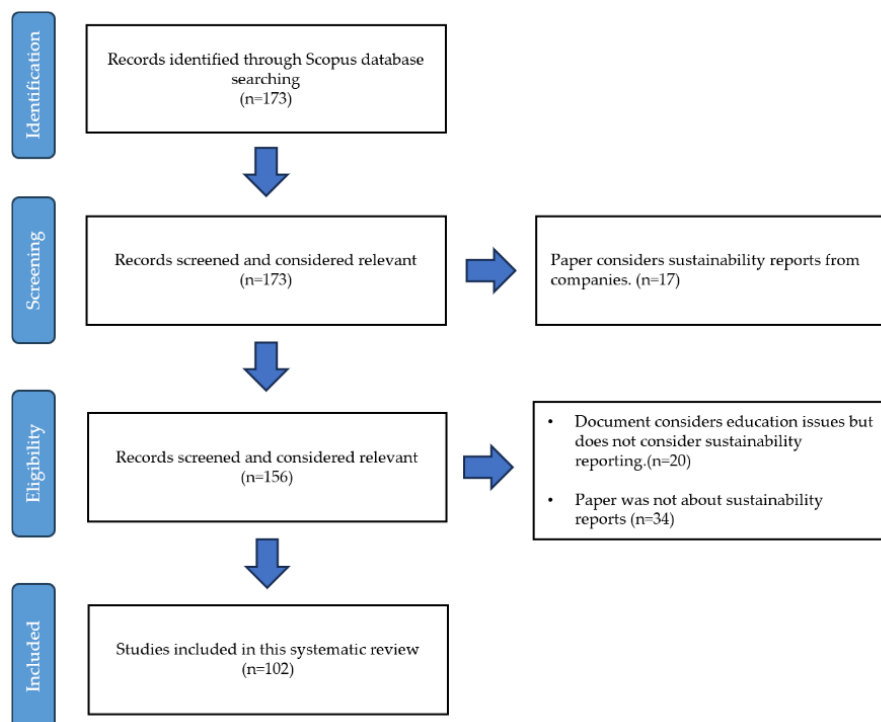 Identification
Records identified through Scopus database
searching
(n=173)
Screening
Records screened and considered relevant
(n=173)
Paper considers sustainability reports from
companies. (n=17)
Eligibility
Records screened and considered relevant
(n=156)
• Document considers education issues but
does not consider sustainability
reporting.(n=20)
• Paper was not about sustainability
reports (n=34)
Included
Studies included in this systematic review
(n=102)